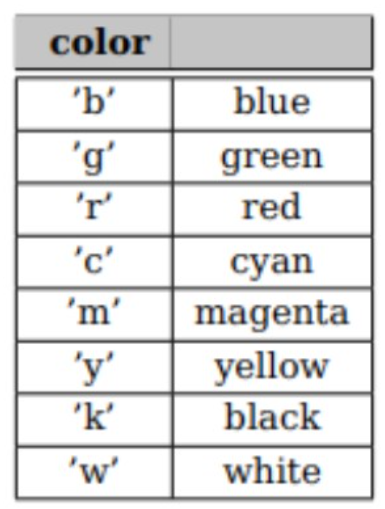 color
′b′ blue
′g′ green
′r′ red
′c′ cyan
′m′ magenta
′y′ yellow
′k′ black
′w′ white